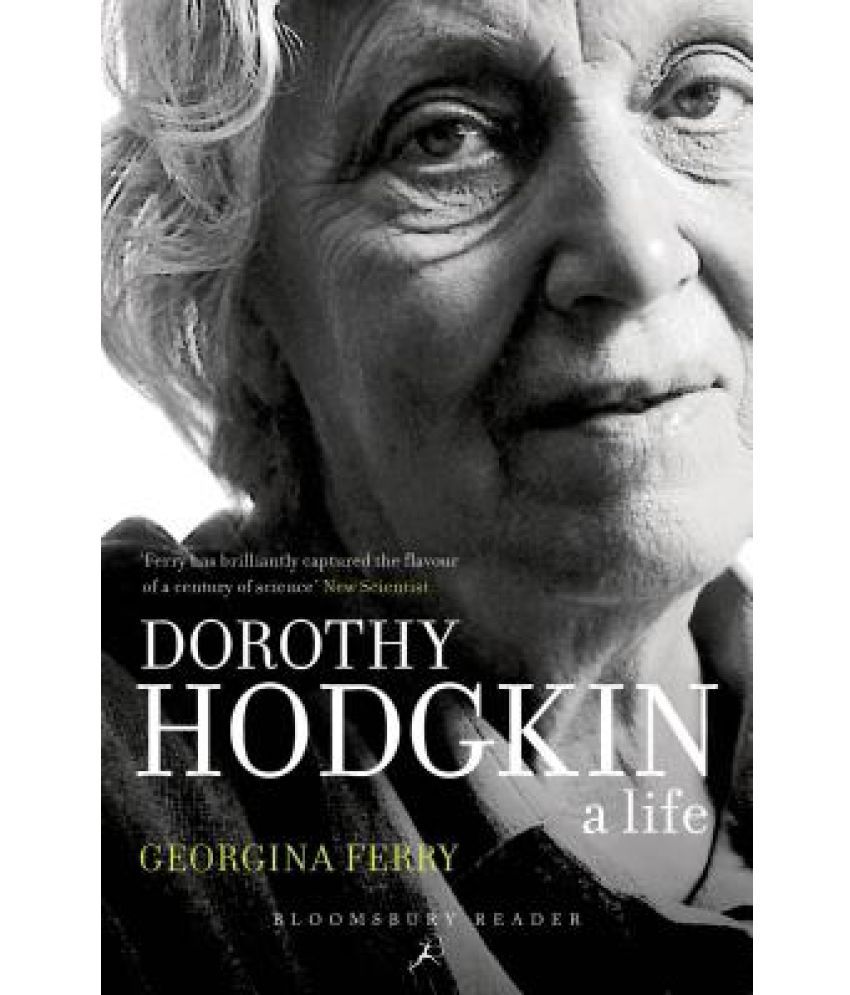 'Ferry has brilliantly captured the flavour
of a century of science' New Scientist
DOROTHY
HODGKIN
a life
GEORGINA FERRY
BLOOMSBURY READER